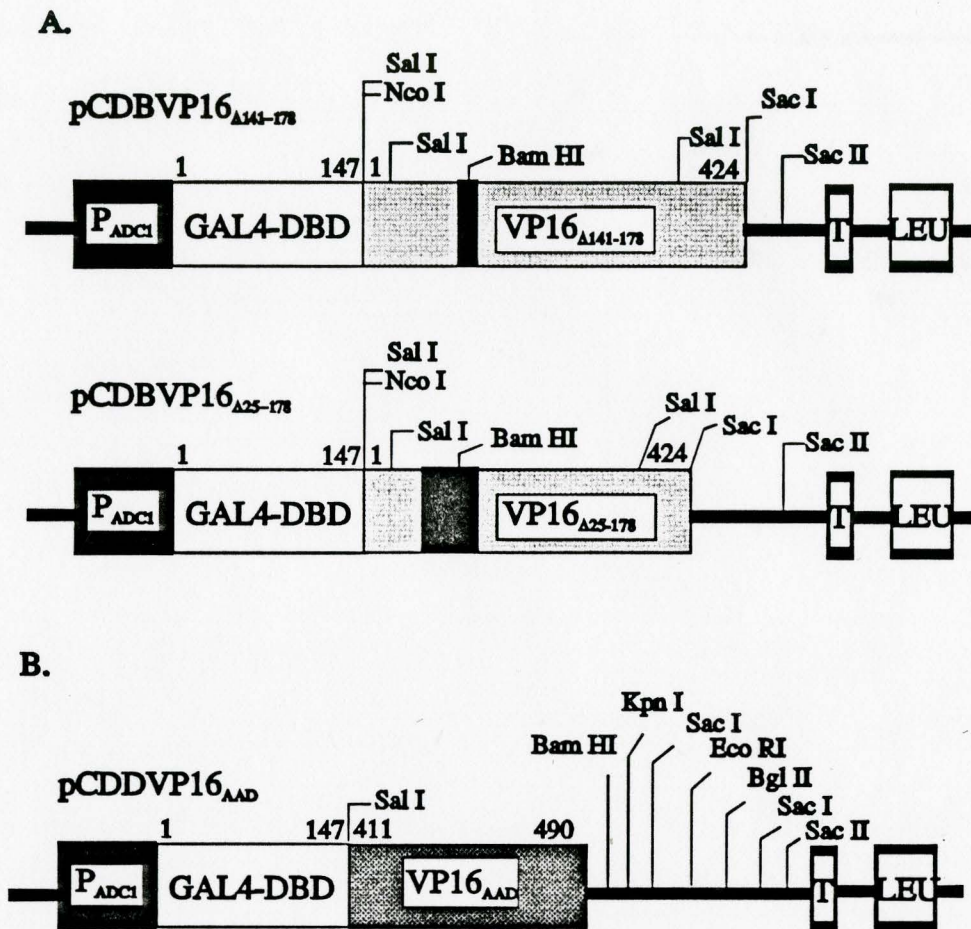 A.
pCDBVP16Δ141-178
Sal I
Nco I
Sal I
Bam HI
Sal I
Sac I
Sac II
1 147 1 424
PADC1 GAL4-DBD VP16Δ141-178 T LEU
pCDBVP16Δ25-178
Sal I
Nco I
Sal I
Bam HI
Sal I
Sac I
Sac II
1 147 1 424
PADC1 GAL4-DBD VP16Δ25-178 T LEU
B.
pCDDVP16AAD
Sal I
Bam HI
Kpn I
Sac I
Eco RI
Bgl II
Sac I
Sac II
1 147 411 490
PADC1 GAL4-DBD VP16AAD T LEU